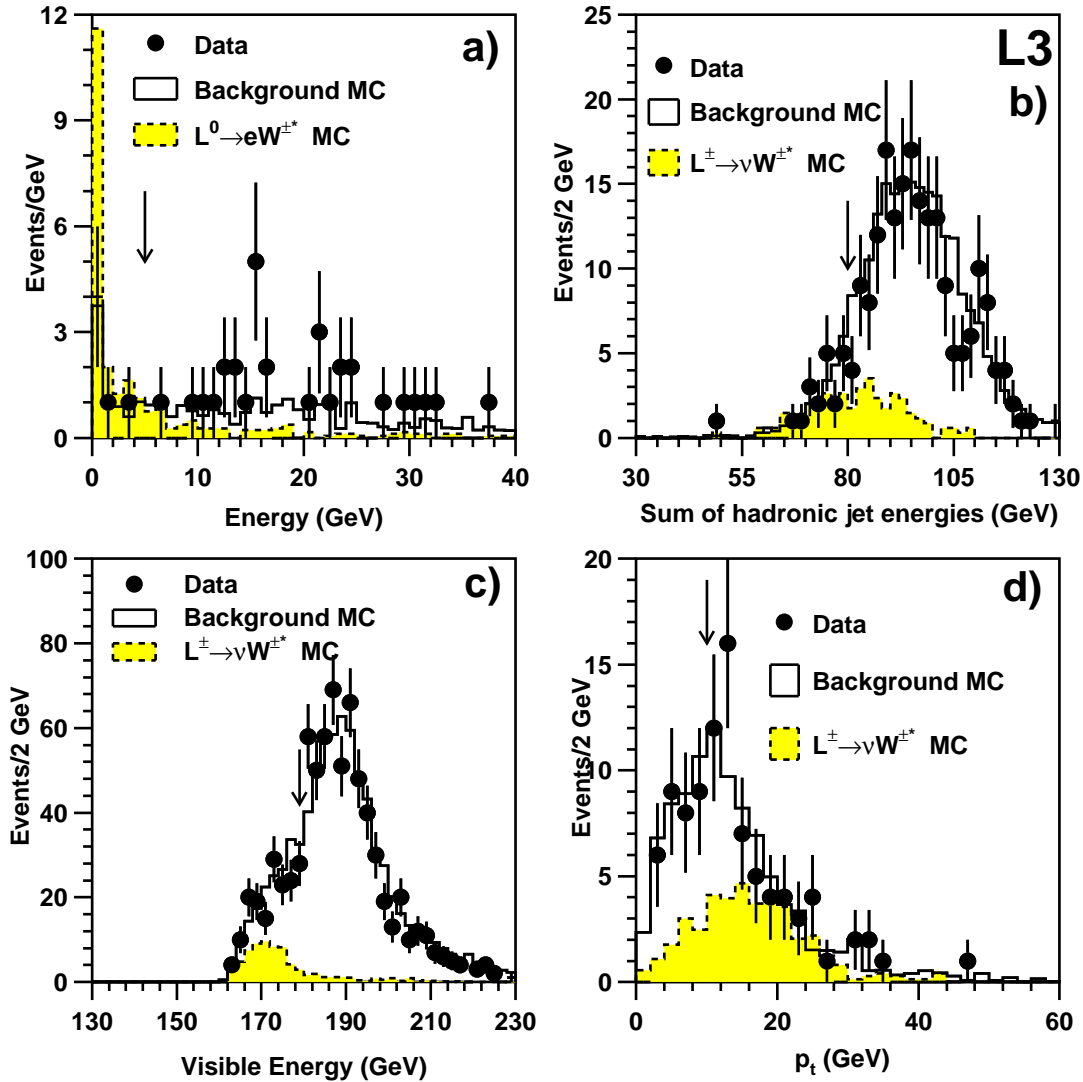 a)
Data
Background MC
L⁰→eW±* MC
Events/GeV
12
9
6
3
0
0 10 20 30 40
Energy (GeV)
L3
b)
Data
Background MC
L±→νW±* MC
Events/2 GeV
25
20
15
10
5
0
30 55 80 105 130
Sum of hadronic jet energies (GeV)
c)
Data
Background MC
L±→νW±* MC
Events/2 GeV
100
80
60
40
20
0
130 150 170 190 210 230
Visible Energy (GeV)
d)
Data
Background MC
L±→νW±* MC
Events/2 GeV
20
15
10
5
0
0 20 40 60
pₜ (GeV)